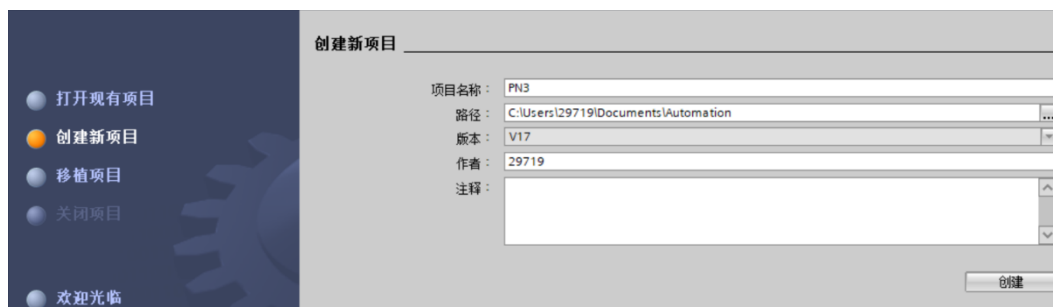 打开现有项目
创建新项目
移植项目
关闭项目
欢迎光临
创建新项目
项目名称：PN3
路径：C:\Users\29719\Documents\Automation ...
版本：V17
作者：29719
注释：
创建